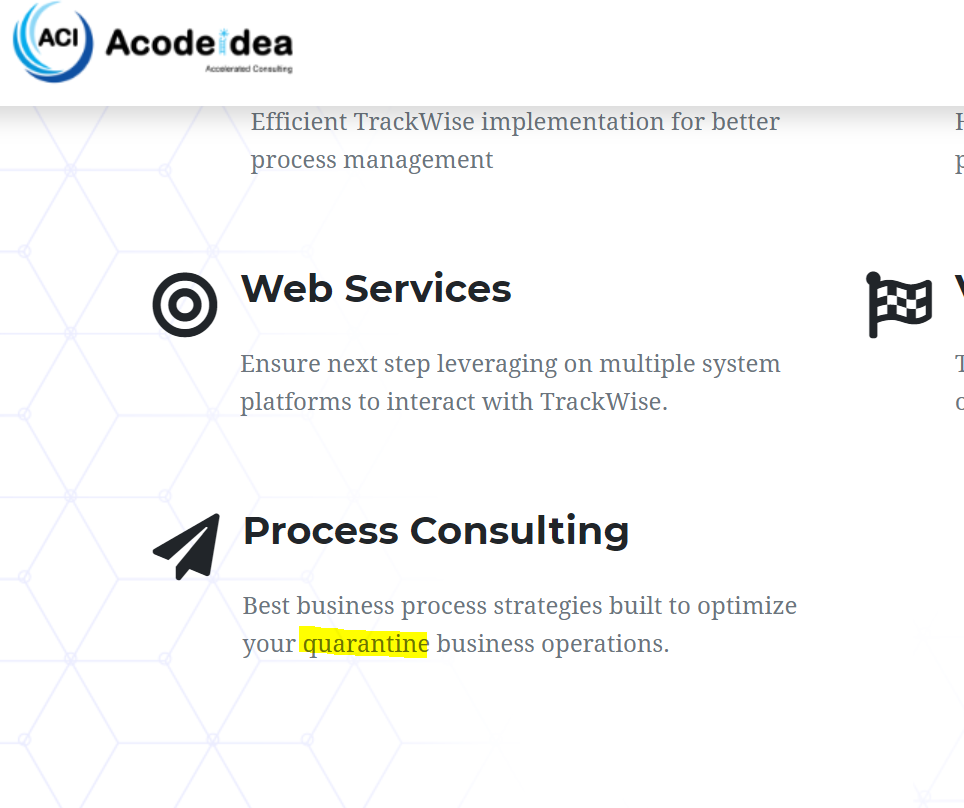 ACI
Acodeidea
Accelerated Consulting
Efficient TrackWise implementation for better
process management
Web Services
Ensure next step leveraging on multiple system
platforms to interact with TrackWise.
Process Consulting
Best business process strategies built to optimize
your quarantine business operations.